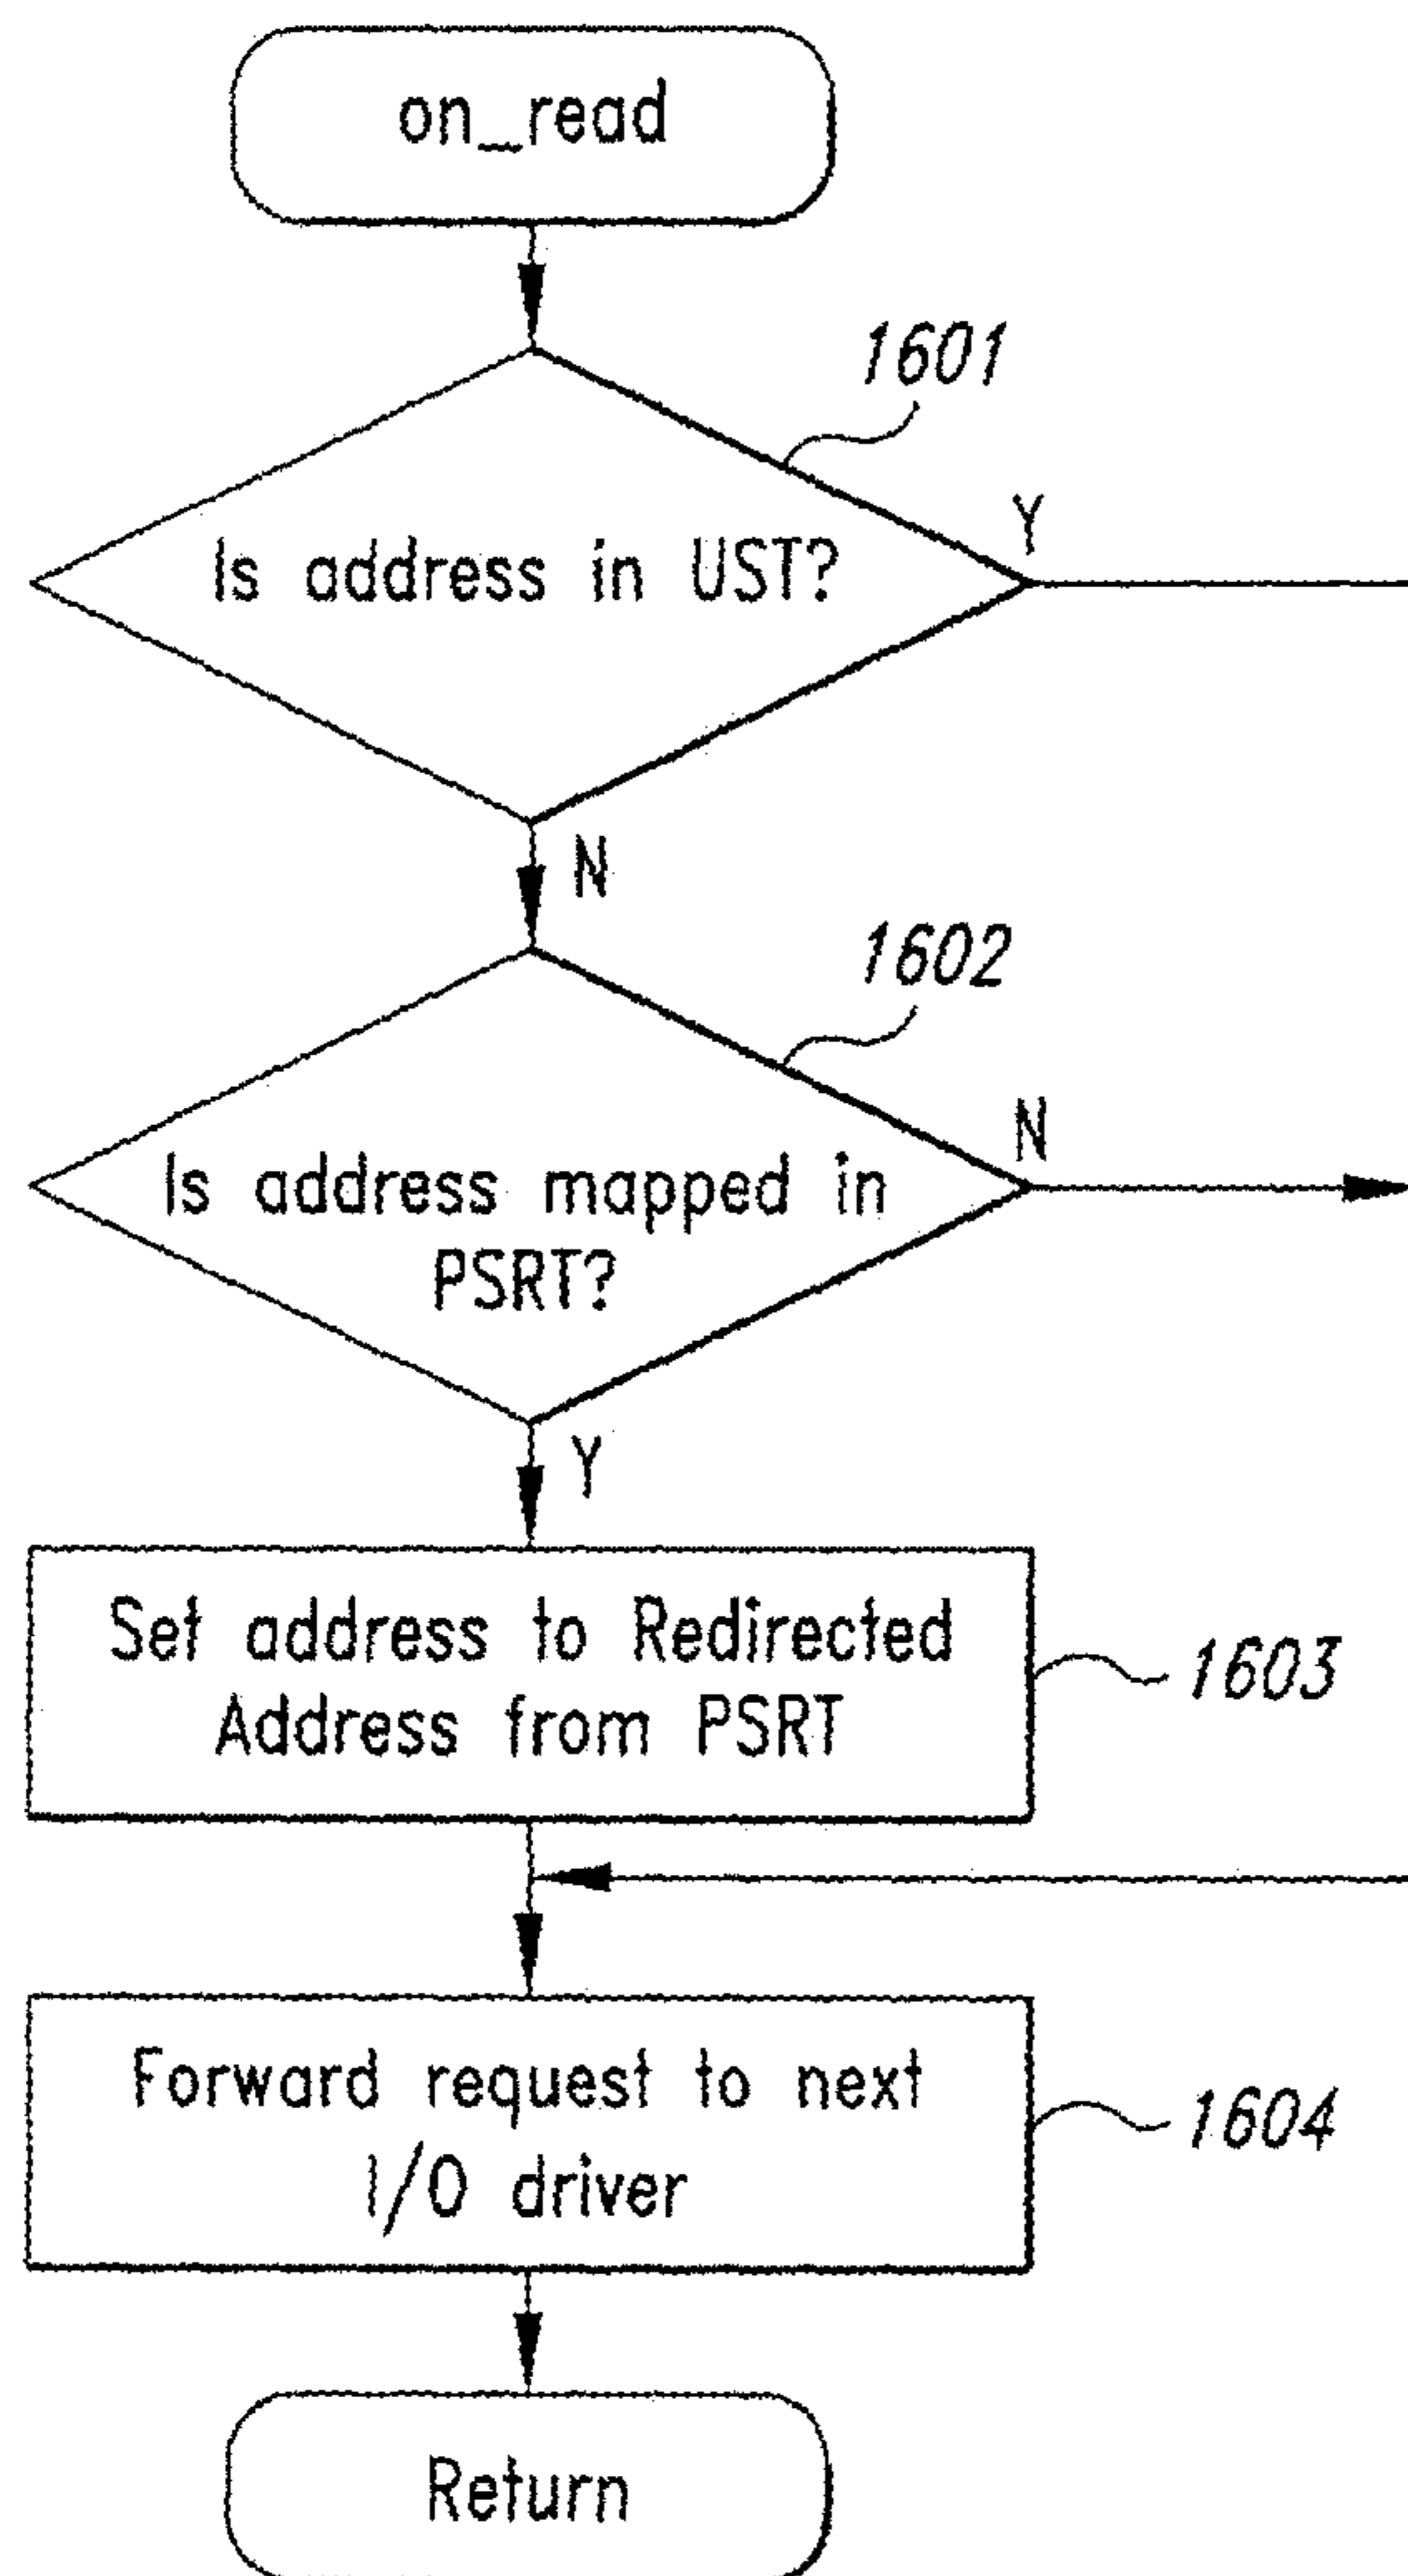 on_read
1601
Is address in UST?
Y
N
1602
Is address mapped in
PSRT?
N
Y
Set address to Redirected
Address from PSRT
1603
Forward request to next
I/O driver
1604
Return